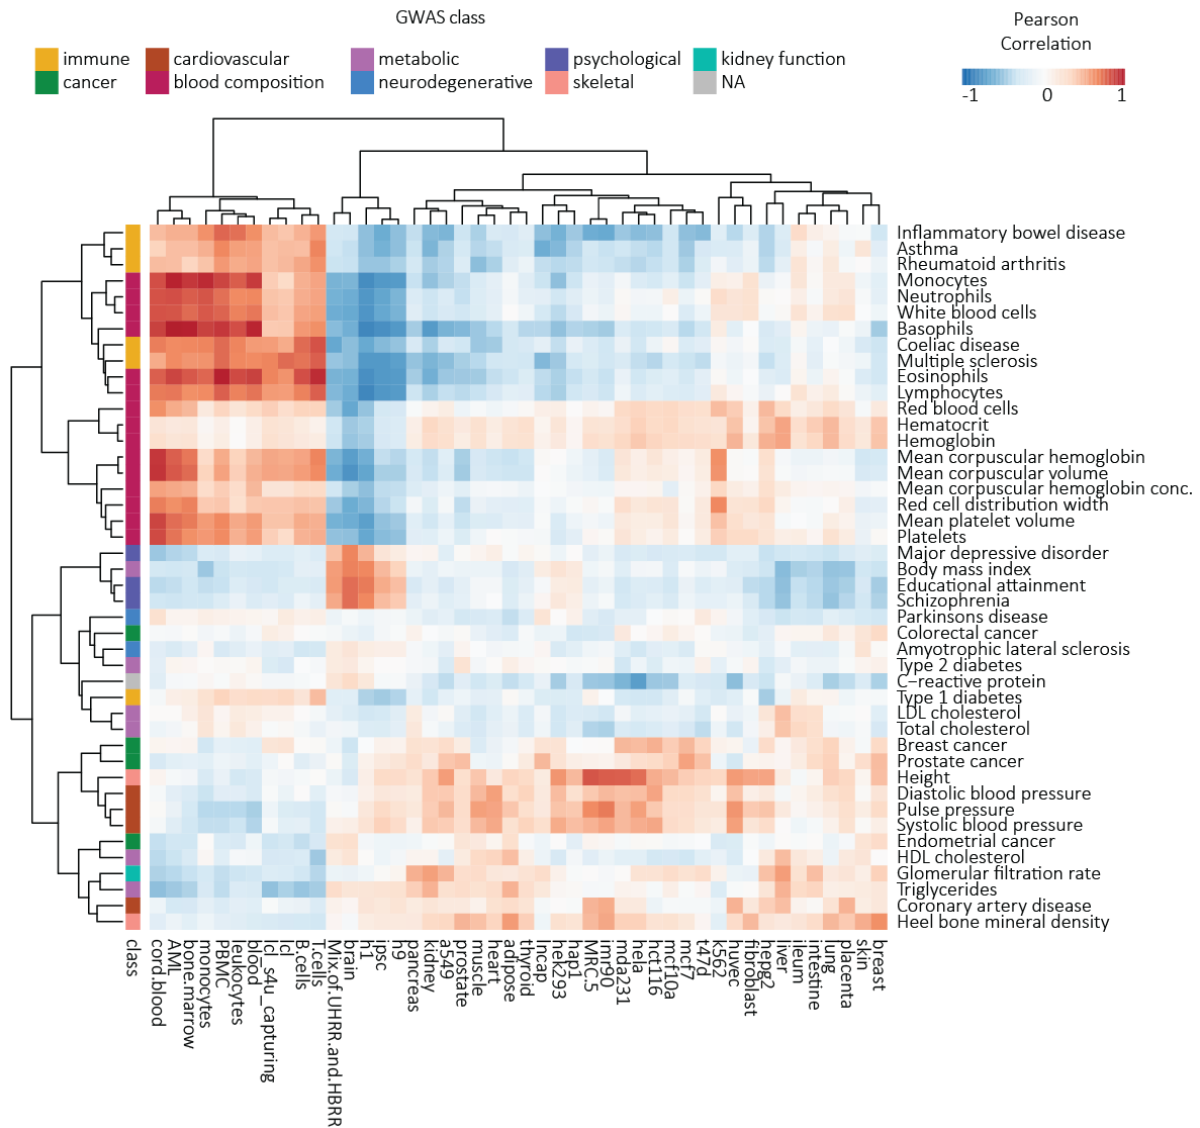 GWAS class
Pearson
Correlation
immune
cardiovascular
metabolic
psychological
kidney function
cancer
blood composition
neurodegenerative
skeletal
NA
-1
0
1
Inflammatory bowel disease
Asthma
Rheumatoid arthritis
Monocytes
Neutrophils
White blood cells
Basophils
Coeliac disease
Multiple sclerosis
Eosinophils
Lymphocytes
Red blood cells
Hematocrit
Hemoglobin
Mean corpuscular hemoglobin
Mean corpuscular volume
Mean corpuscular hemoglobin conc.
Red cell distribution width
Mean platelet volume
Platelets
Major depressive disorder
Body mass index
Educational attainment
Schizophrenia
Parkinsons disease
Colorectal cancer
Amyotrophic lateral sclerosis
Type 2 diabetes
C−reactive protein
Type 1 diabetes
LDL cholesterol
Total cholesterol
Breast cancer
Prostate cancer
Height
Diastolic blood pressure
Pulse pressure
Systolic blood pressure
Endometrial cancer
HDL cholesterol
Glomerular filtration rate
Triglycerides
Coronary artery disease
Heel bone mineral density
class
cord.blood
AML
bone.marrow
monocytes
PBMC
leukocytes
blood
lcl_s4u_capturing
lcl
B.cells
T.cells
Mix.of.UHRR.and.HBRR
brain
h1
ipsc
h9
pancreas
kidney
a549
prostate
muscle
heart
adipose
thyroid
lncap
hek293
hap1
MRC.5
imr90
mda231
hela
hct116
mcf10a
mcf7
t47d
k562
huvec
fibroblast
hepg2
liver
ileum
intestine
lung
placenta
skin
breast